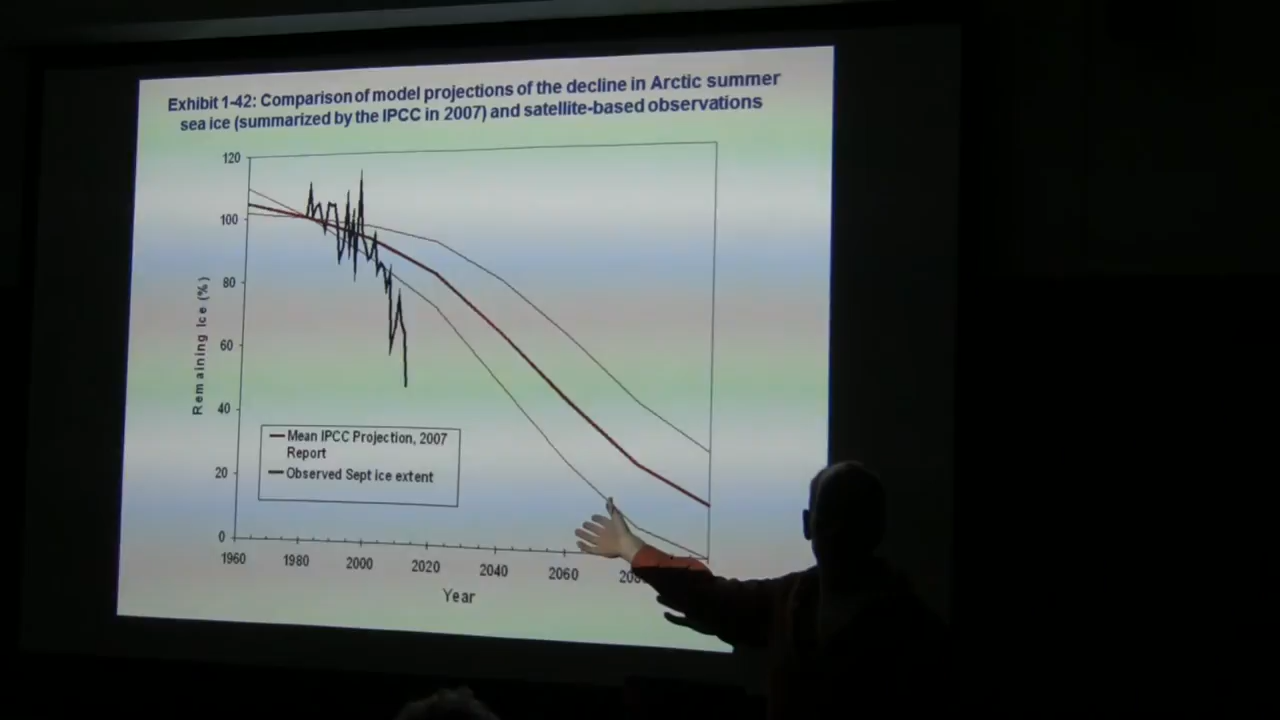 Exhibit 1-42: Comparison of model projections of the decline in Arctic summer
sea ice (summarized by the IPCC in 2007) and satellite-based observations
120
100
80
60
40
20
0
Remaining Ice (%)
Mean IPCC Projection, 2007
Report
Observed Sept ice extent
1960 1980 2000 2020 2040 2060
Year